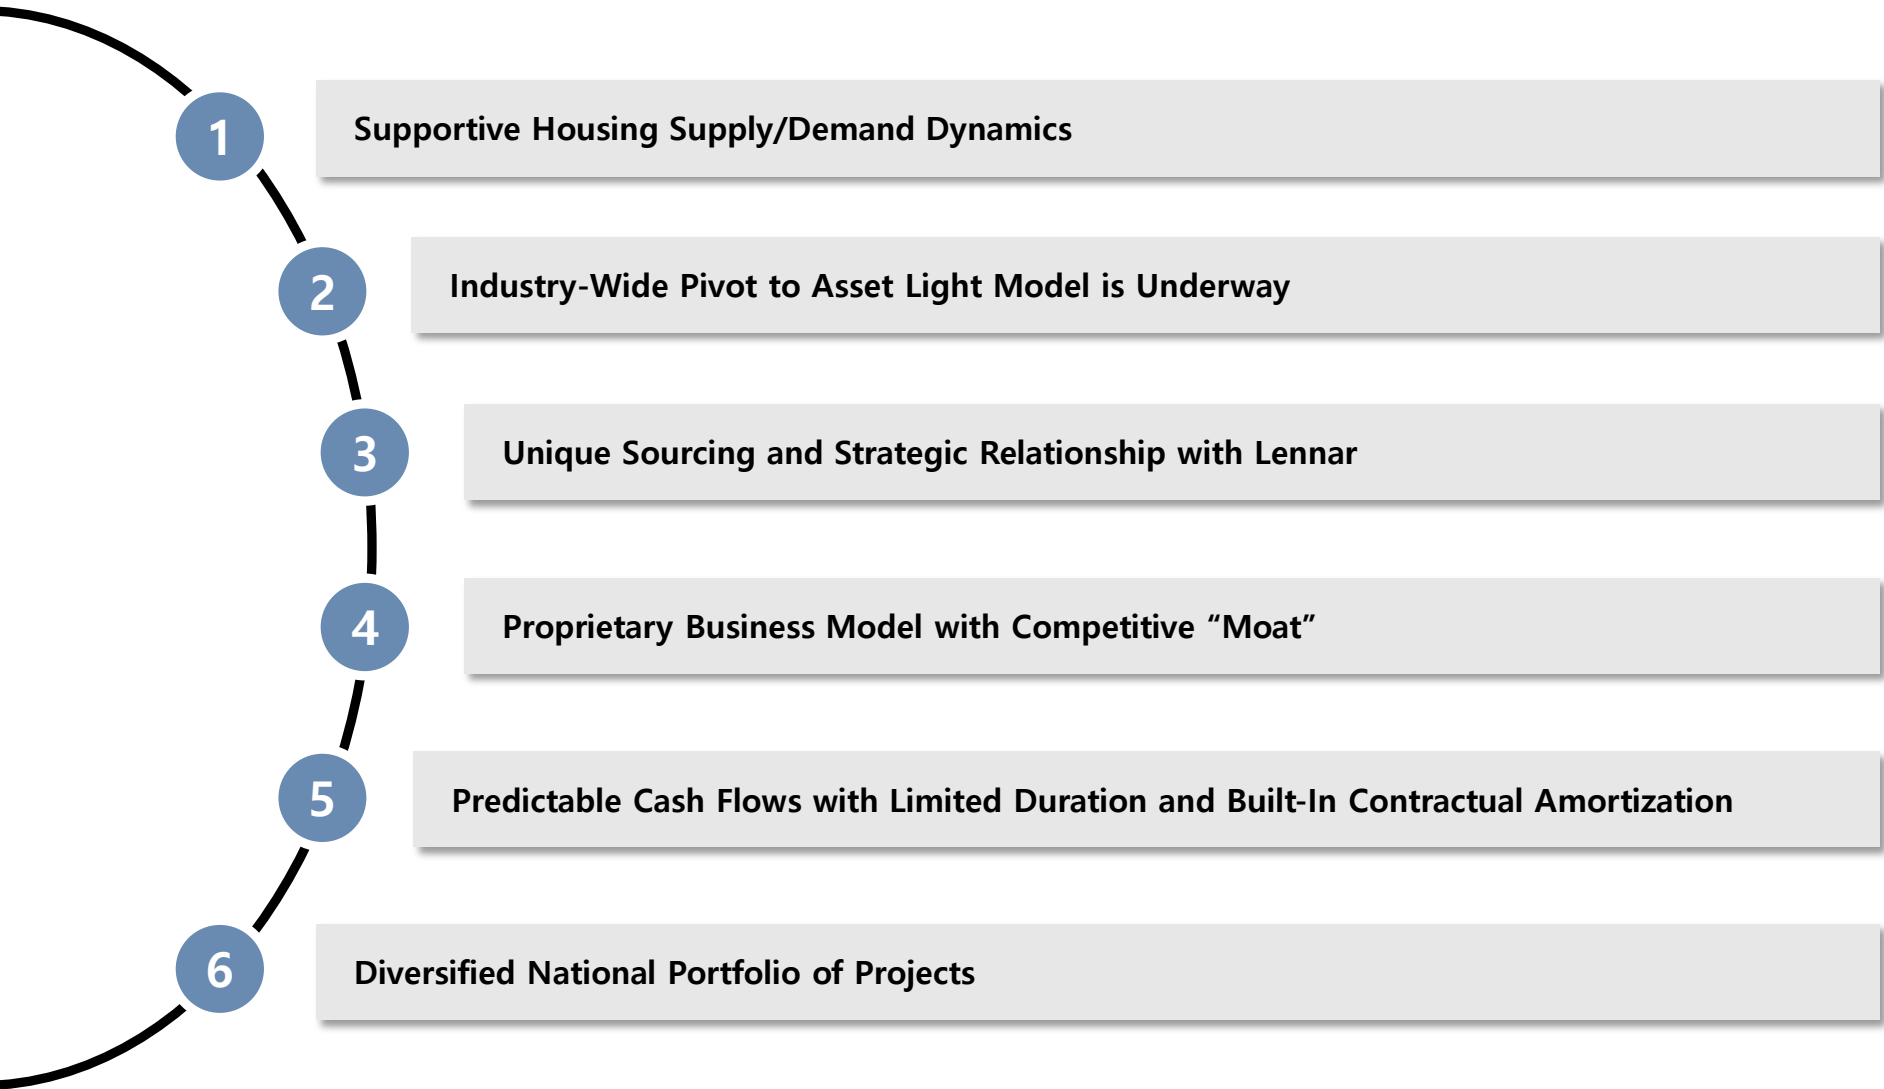 1
Supportive Housing Supply/Demand Dynamics
2
Industry-Wide Pivot to Asset Light Model is Underway
3
Unique Sourcing and Strategic Relationship with Lennar
4
Proprietary Business Model with Competitive “Moat”
5
Predictable Cash Flows with Limited Duration and Built-In Contractual Amortization
6
Diversified National Portfolio of Projects